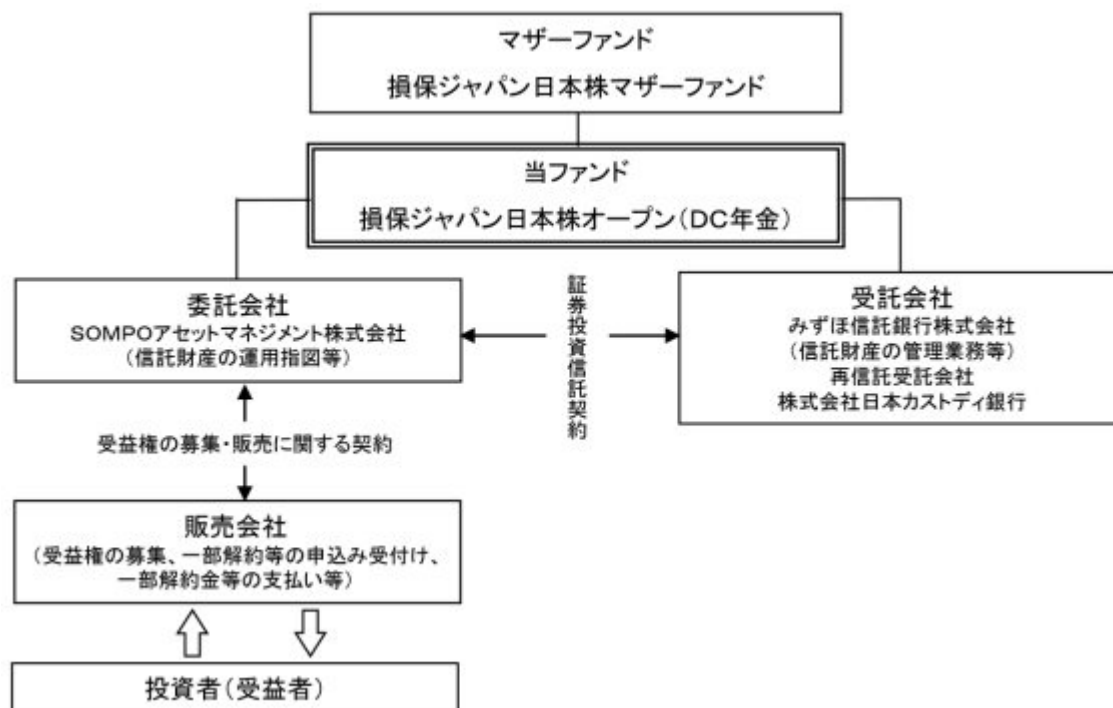 マザーファンド
損保ジャパン日本株マザーファンド
当ファンド
損保ジャパン日本株オープン（DC年金）
委託会社
SOMPOアセットマネジメント株式会社
（信託財産の運用指図等）
証券投資信託契約
受託会社
みずほ信託銀行株式会社
（信託財産の管理業務等）
再信託受託会社
株式会社日本カストディ銀行
受益権の募集・販売に関する契約
販売会社
（受益権の募集、一部解約等の申込み受付け、
一部解約金等の支払い等）
投資者（受益者）